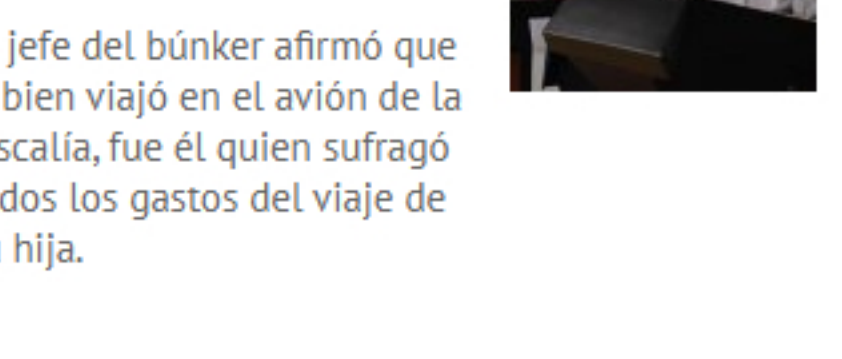 jefe del búnker afirmó que
bien viajó en el avión de la
scalía, fue él quien sufragó
dos los gastos del viaje de
hija.